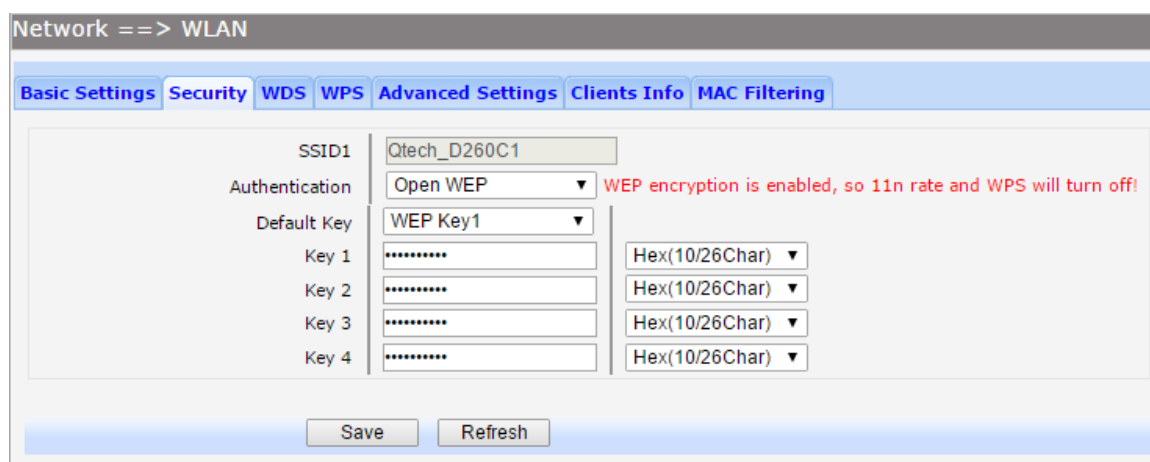 Network ==> WLAN
Basic Settings Security WDS WPS Advanced Settings Clients Info MAC Filtering
SSID1 Qtech_D260C1
Authentication Open WEP WEP encryption is enabled, so 11n rate and WPS will turn off!
Default Key WEP Key1
Key 1 •••••••••• Hex(10/26Char)
Key 2 •••••••••• Hex(10/26Char)
Key 3 •••••••••• Hex(10/26Char)
Key 4 •••••••••• Hex(10/26Char)
Save Refresh